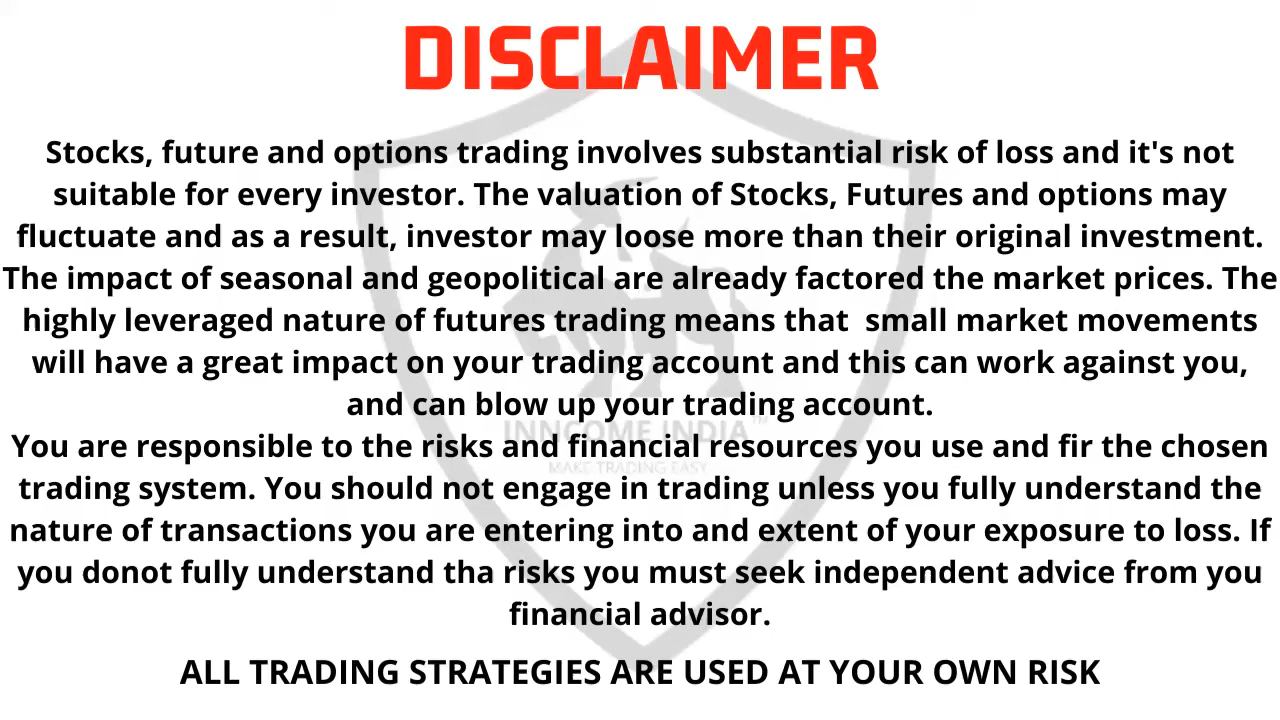 DISCLAIMER
Stocks, future and options trading involves substantial risk of loss and it's not
suitable for every investor. The valuation of Stocks, Futures and options may
fluctuate and as a result, investor may loose more than their original investment.
The impact of seasonal and geopolitical are already factored the market prices. The
highly leveraged nature of futures trading means that  small market movements
will have a great impact on your trading account and this can work against you,
and can blow up your trading account.
INNCOME INDIA™
You are responsible to the risks and financial resources you use and fir the chosen
MAKE TRADING EASY
trading system. You should not engage in trading unless you fully understand the
nature of transactions you are entering into and extent of your exposure to loss. If
you donot fully understand tha risks you must seek independent advice from you
financial advisor.
ALL TRADING STRATEGIES ARE USED AT YOUR OWN RISK